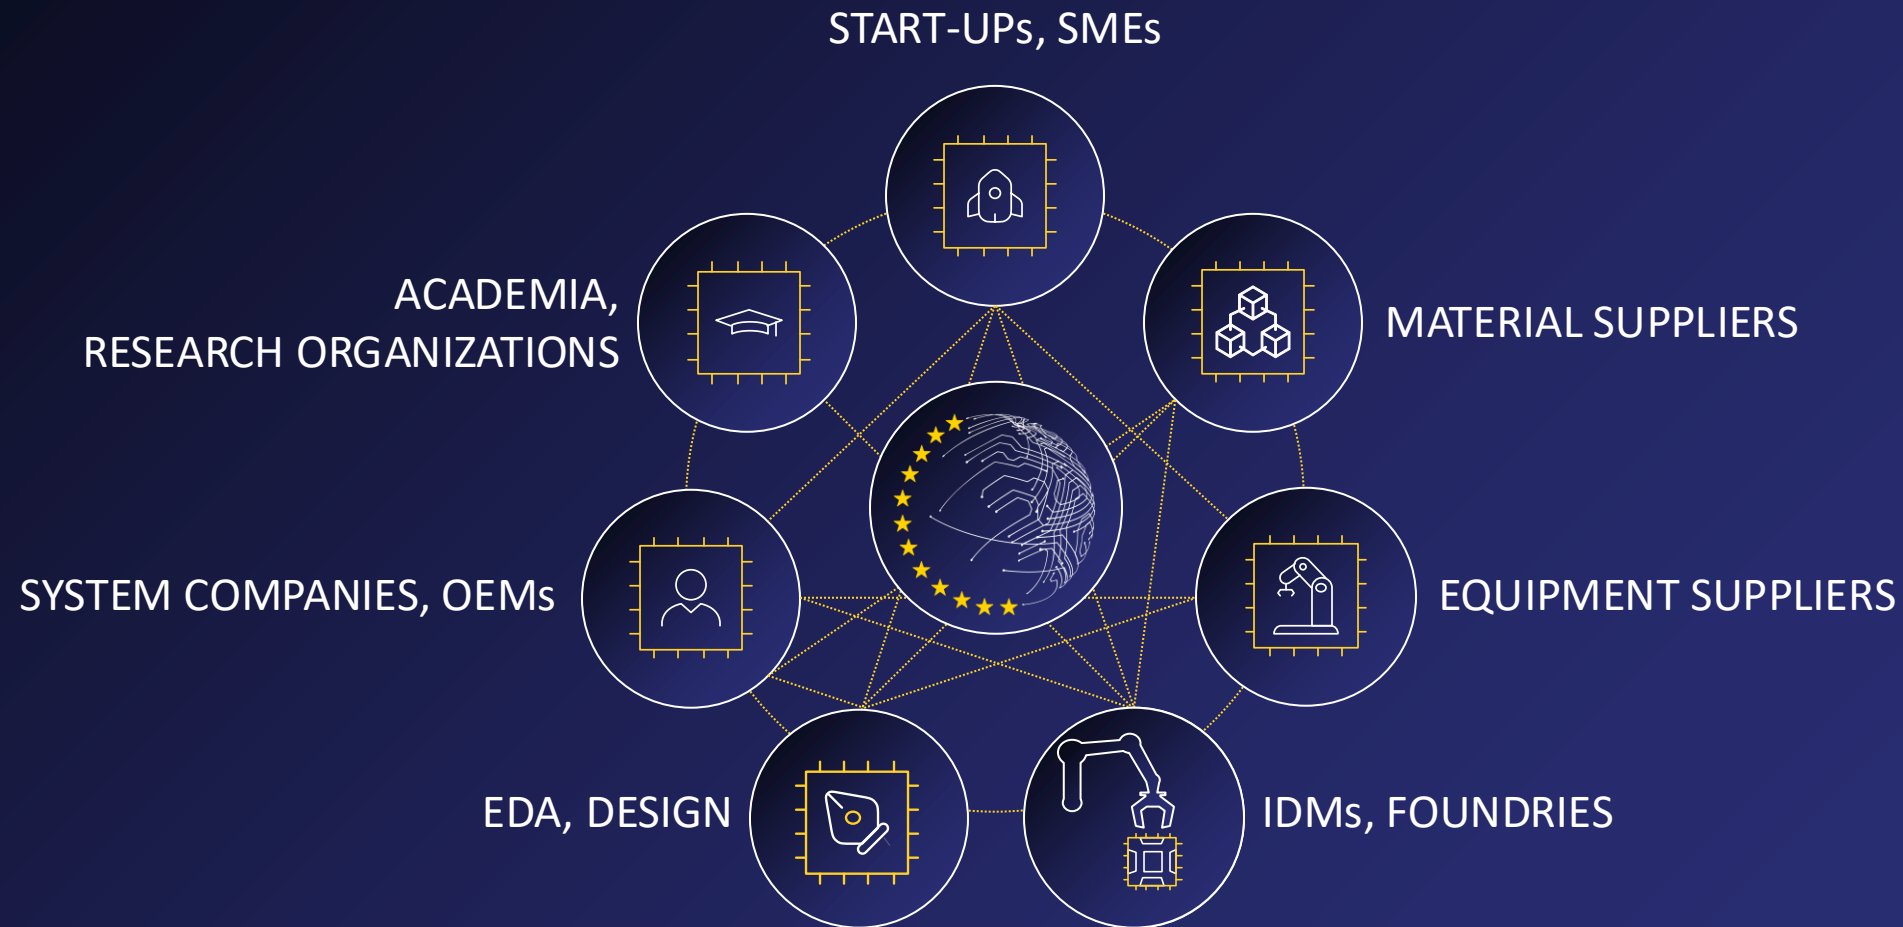 START-UPs, SMEs
ACADEMIA,
RESEARCH ORGANIZATIONS
MATERIAL SUPPLIERS
SYSTEM COMPANIES, OEMs
EQUIPMENT SUPPLIERS
EDA, DESIGN
IDMs, FOUNDRIES